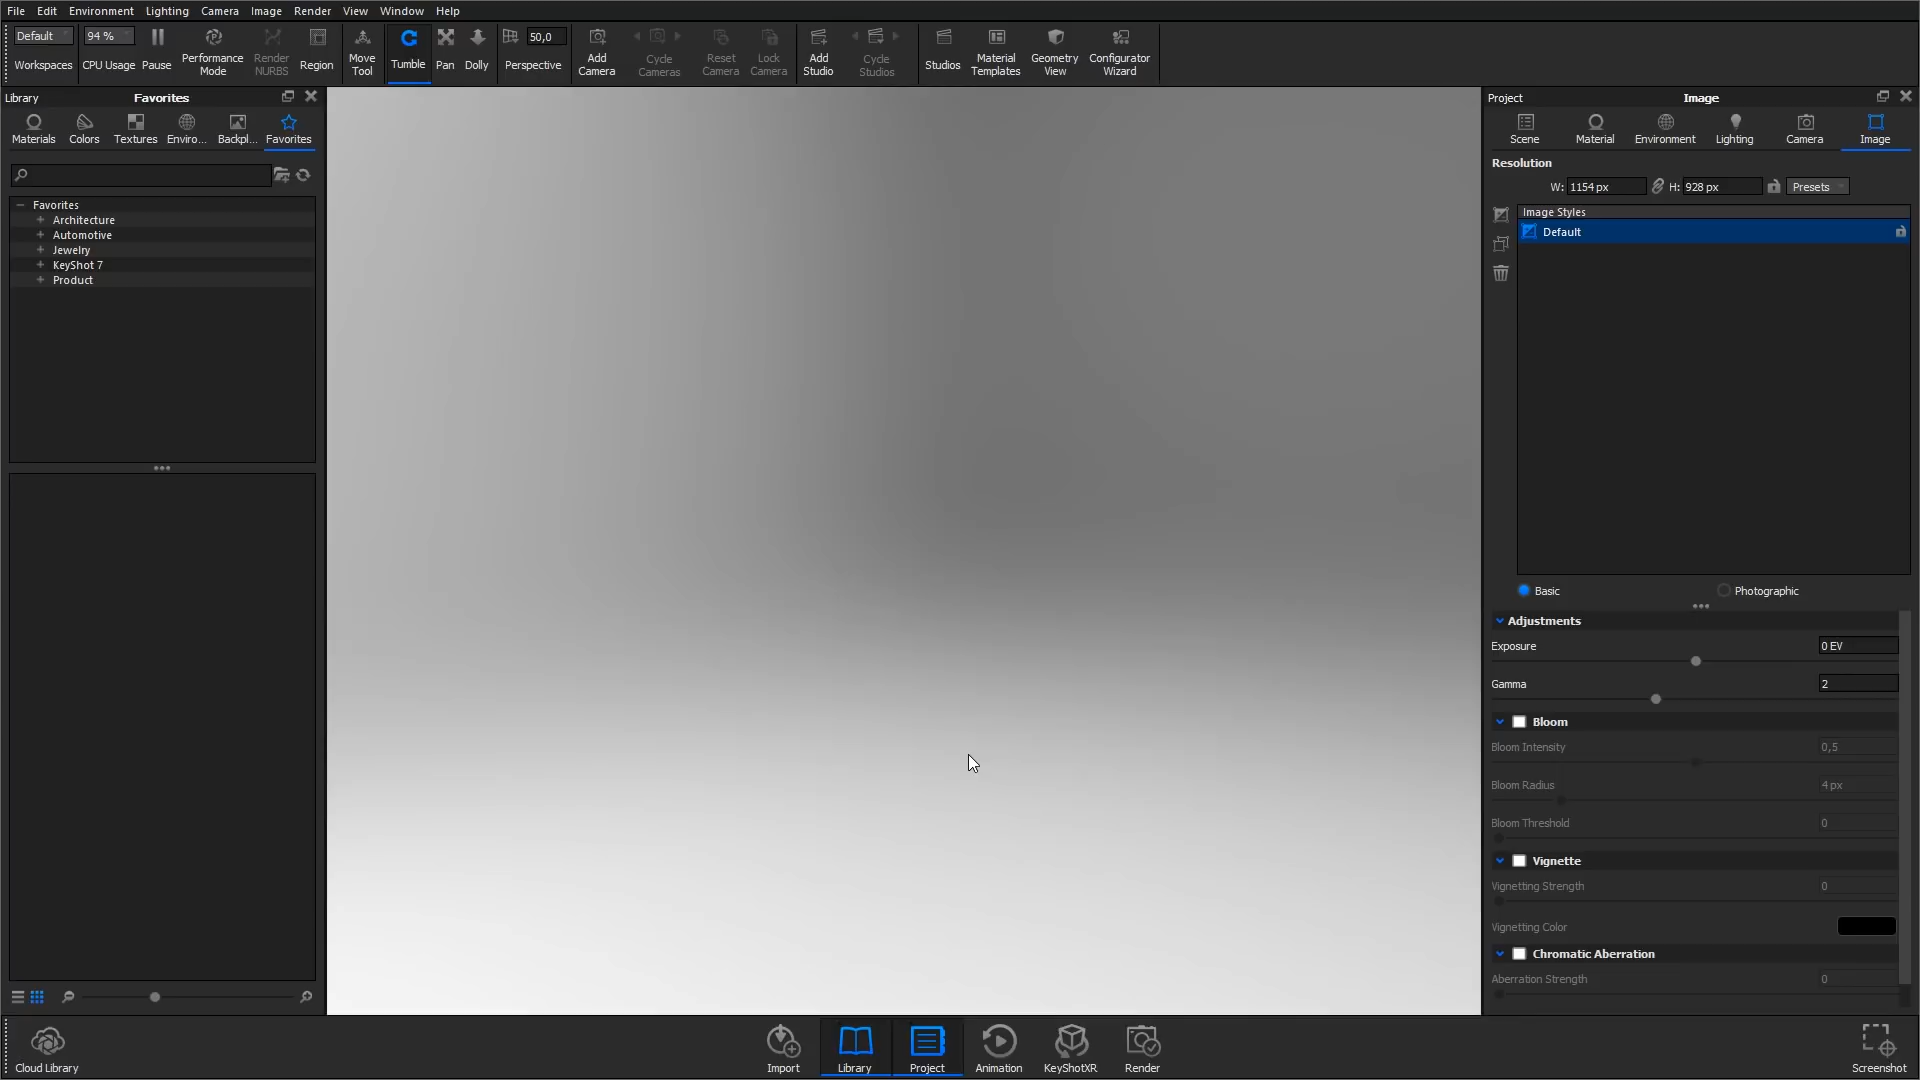 File Edit Environment Lighting Camera Image Render View Window Help
Default 94 % 50,0
Workspaces CPU Usage Pause Performance Mode Render NURBS Region Move Tool Tumble Pan Dolly Perspective Add Camera Cycle Cameras Reset Camera Lock Camera Add Studio Cycle Studios Studios Material Templates Geometry View Configurator Wizard
Library Favorites
Materials Colors Textures Enviro... Backpl... Favorites
Favorites
Architecture
Automotive
Jewelry
KeyShot 7
Product
Project Image
Scene Material Environment Lighting Camera Image
Resolution
W: 1154 px H: 928 px Presets
Image Styles
Default
Basic Photographic
Adjustments
Exposure 0 EV
Gamma 2
Bloom
Bloom Intensity 0,5
Bloom Radius 4 px
Bloom Threshold 0
Vignette
Vignetting Strength 0
Vignetting Color
Chromatic Aberration
Aberration Strength 0
Cloud Library Import Library Project Animation KeyShotXR Render Screenshot